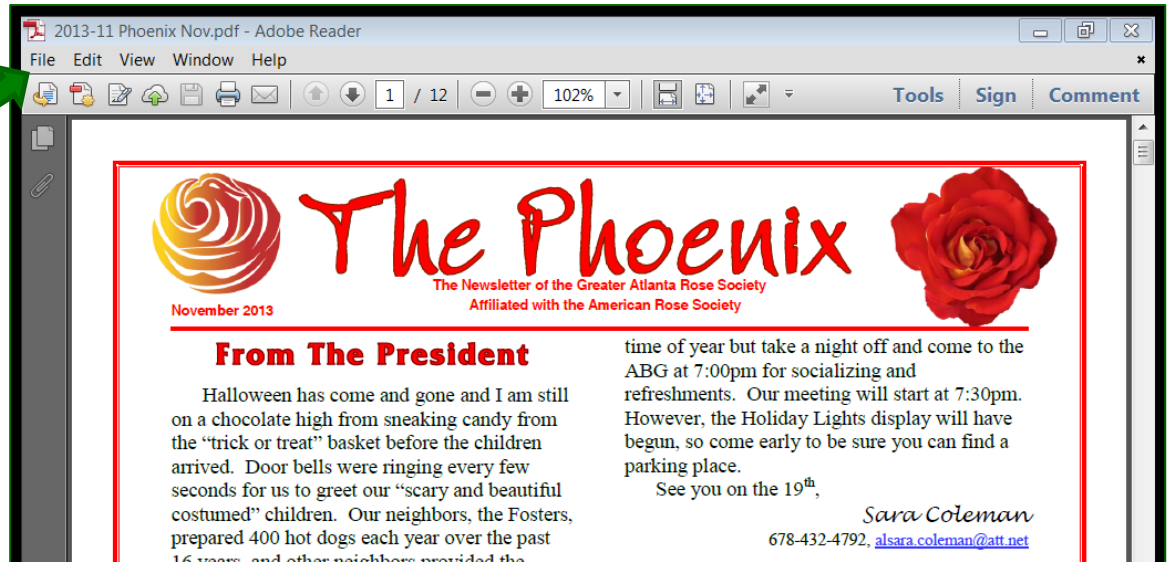 2013-11 Phoenix Nov.pdf - Adobe Reader
File Edit View Window Help
1 / 12 102% Tools Sign Comment
The Phoenix
The Newsletter of the Greater Atlanta Rose Society
Affiliated with the American Rose Society
November 2013
From The President
Halloween has come and gone and I am still
on a chocolate high from sneaking candy from
the “trick or treat” basket before the children
arrived. Door bells were ringing every few
seconds for us to greet our “scary and beautiful
costumed” children. Our neighbors, the Fosters,
prepared 400 hot dogs each year over the past
16 years, and other neighbors provided the
time of year but take a night off and come to the
ABG at 7:00pm for socializing and
refreshments. Our meeting will start at 7:30pm.
However, the Holiday Lights display will have
begun, so come early to be sure you can find a
parking place.
See you on the 19th,
Sara Coleman
678-432-4792, alsara.coleman@att.net